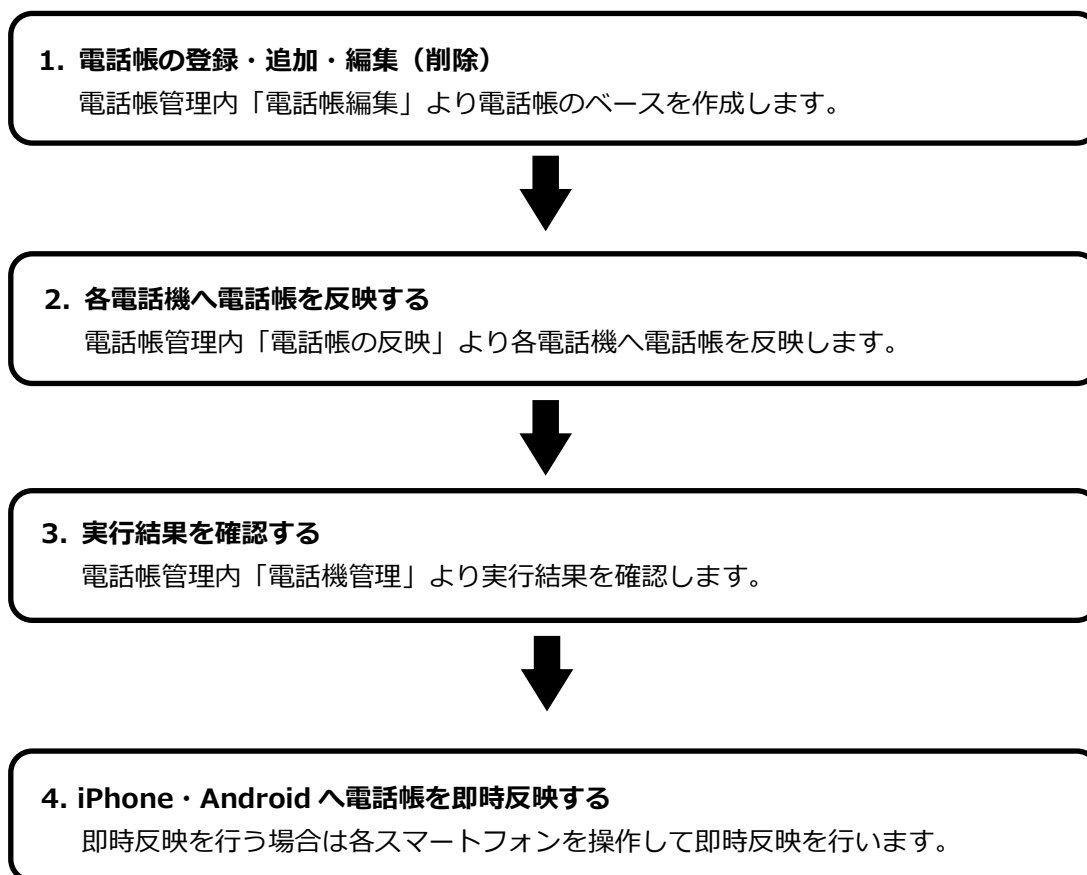 1. 電話帳の登録・追加・編集（削除）
電話帳管理内「電話帳編集」より電話帳のベースを作成します。
2. 各電話機へ電話帳を反映する
電話帳管理内「電話帳の反映」より各電話機へ電話帳を反映します。
3. 実行結果を確認する
電話帳管理内「電話機管理」より実行結果を確認します。
4. iPhone・Android へ電話帳を即時反映する
即時反映を行う場合は各スマートフォンを操作して即時反映を行います。